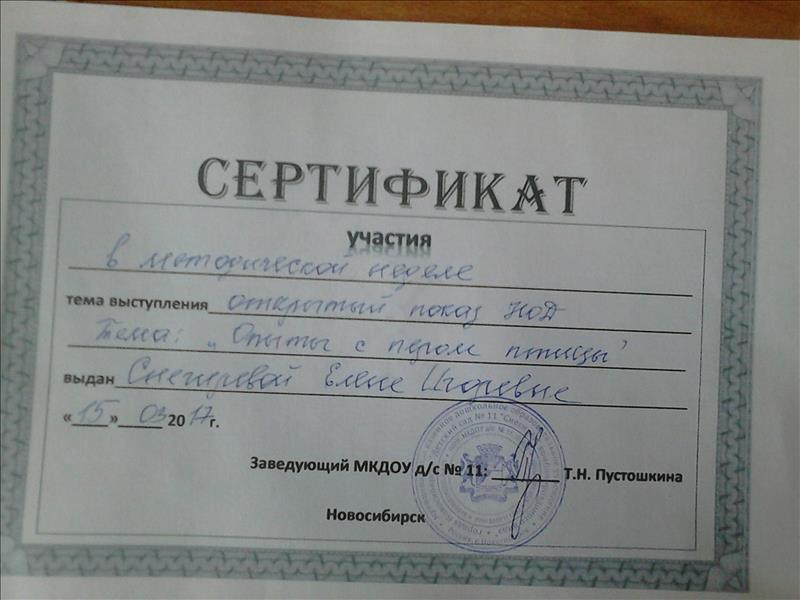 СЕРТИФИКАТ
участия
в методической неделе
тема выступления открытый показ НОД
Тема: „Опыты с пером птицы"
выдан Снегиревой Елене Игоревне
«15» 03 2017г.
Заведующий МКДОУ д/с № 11: Т.Н. Пустошкина
Новосибирск